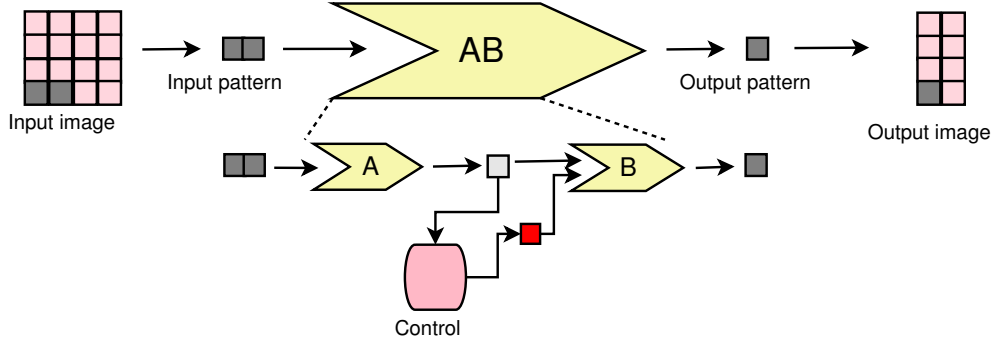 AB
Input pattern
Output pattern
Input image
Output image
A
B
Control